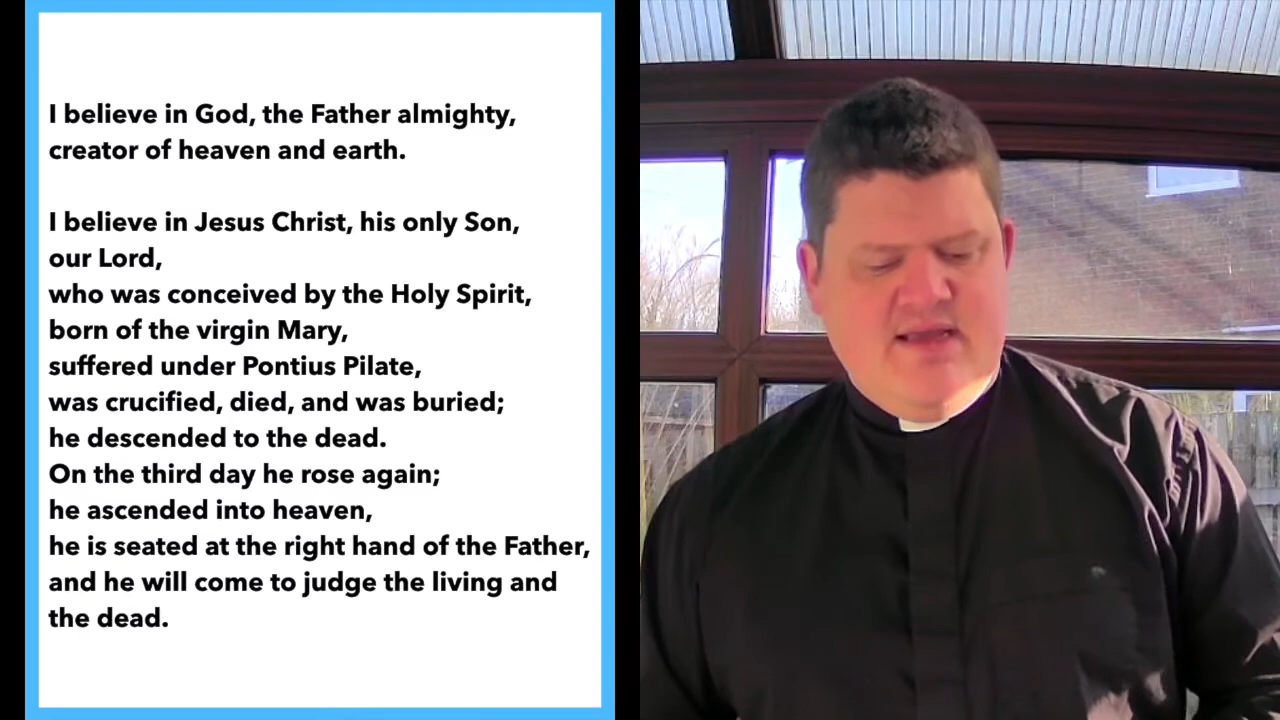 I believe in God, the Father almighty,
creator of heaven and earth.
I believe in Jesus Christ, his only Son,
our Lord,
who was conceived by the Holy Spirit,
born of the virgin Mary,
suffered under Pontius Pilate,
was crucified, died, and was buried;
he descended to the dead.
On the third day he rose again;
he ascended into heaven,
he is seated at the right hand of the Father,
and he will come to judge the living and
the dead.